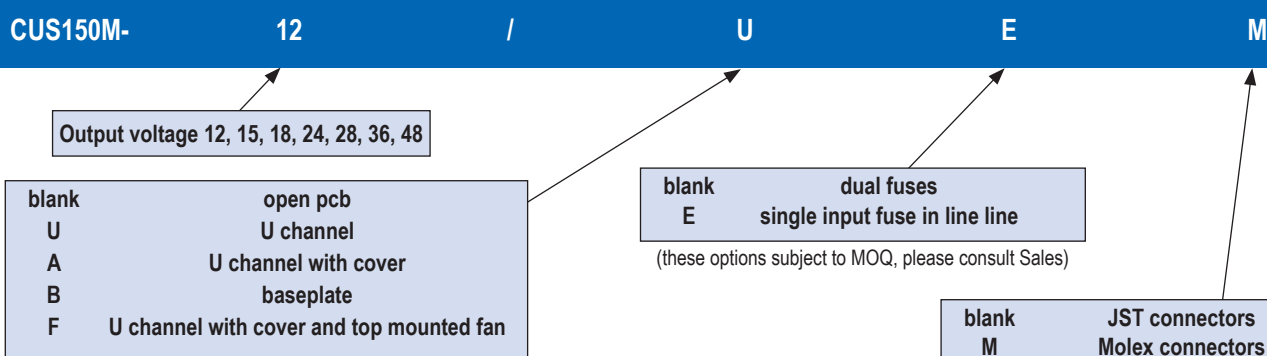 CUS150M- 12 / U E M
Output voltage 12, 15, 18, 24, 28, 36, 48
blank open pcb
U U channel
A U channel with cover
B baseplate
F U channel with cover and top mounted fan
blank dual fuses
E single input fuse in line line
(these options subject to MOQ, please consult Sales)
blank JST connectors
M Molex connectors